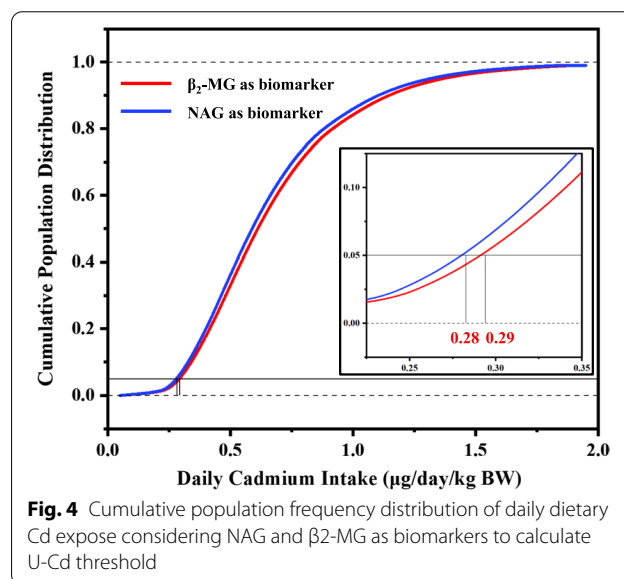 1.0
0.8
0.6
0.4
0.2
0.0
Cumulative Population Distribution
β₂-MG as biomarker
NAG as biomarker
0.10
0.05
0.00
0.28 0.29
0.25 0.30 0.35
0.0 0.5 1.0 1.5 2.0
Daily Cadmium Intake (μg/day/kg BW)
Fig. 4 Cumulative population frequency distribution of daily dietary
Cd expose considering NAG and β2-MG as biomarkers to calculate
U-Cd threshold